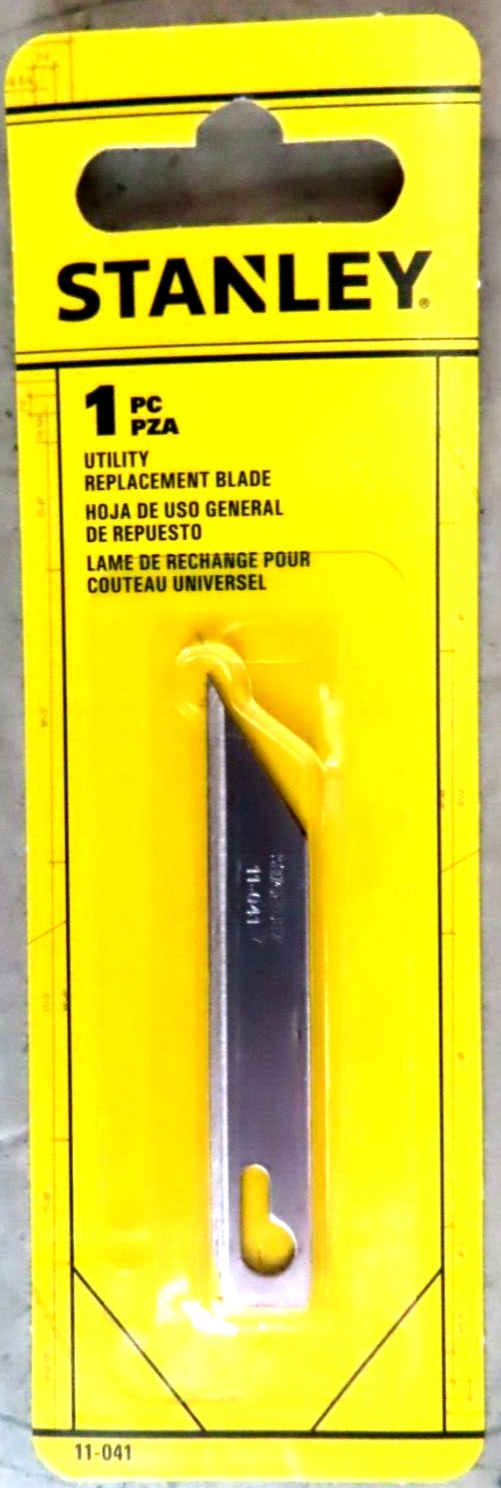 STANLEY®
1 PC
PZA
UTILITY
REPLACEMENT BLADE
HOJA DE USO GENERAL
DE REPUESTO
LAME DE RECHANGE POUR
COUTEAU UNIVERSEL
11-041
11-041